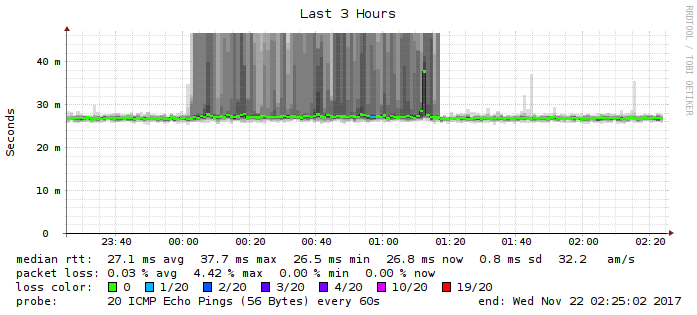 Last 3 Hours
RRDTOOL / TOBI OETIKER
Seconds
40 m
30 m
20 m
10 m
0
23:40 00:00 00:20 00:40 01:00 01:20 01:40 02:00 02:20
median rtt: 27.1 ms avg 37.7 ms max 26.5 ms min 26.8 ms now 0.8 ms sd 32.2 am/s
packet loss: 0.03 % avg 4.42 % max 0.00 % min 0.00 % now
loss color: 0 1/20 2/20 3/20 4/20 10/20 19/20
probe: 20 ICMP Echo Pings (56 Bytes) every 60s end: Wed Nov 22 02:25:02 2017